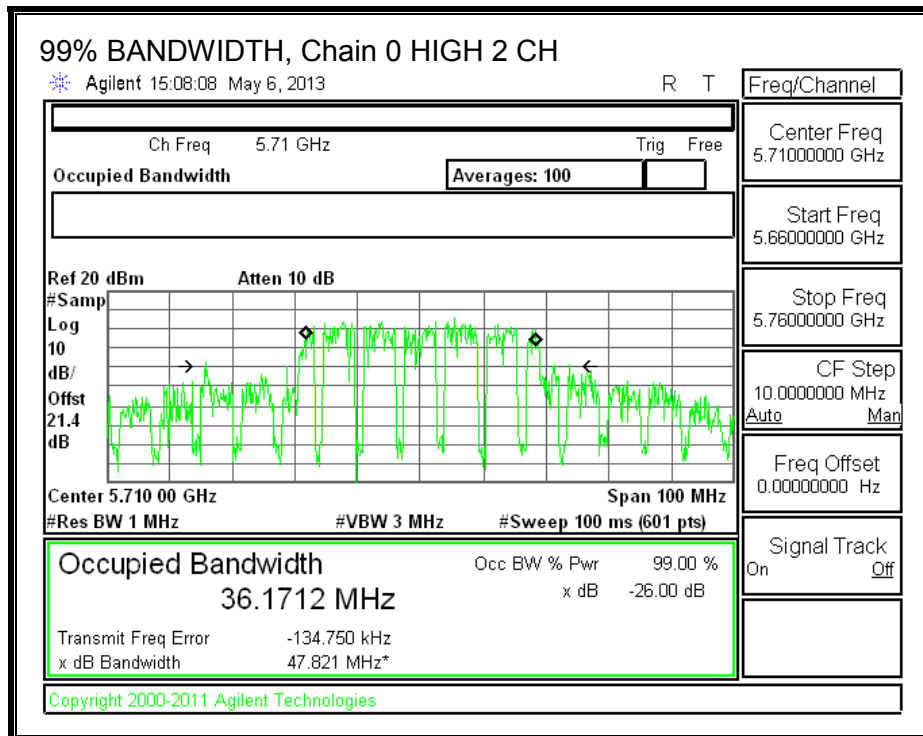 99% BANDWIDTH, Chain 0 HIGH 2 CH
Agilent 15:08:08 May 6, 2013 R T
Ch Freq 5.71 GHz Trig Free
Occupied Bandwidth Averages: 100
Ref 20 dBm Atten 10 dB
#Samp
Log
10
dB/
Offst
21.4
dB
Center 5.710 00 GHz Span 100 MHz
#Res BW 1 MHz #VBW 3 MHz #Sweep 100 ms (601 pts)
Occupied Bandwidth Occ BW % Pwr 99.00 %
36.1712 MHz x dB -26.00 dB
Transmit Freq Error -134.750 kHz
x dB Bandwidth 47.821 MHz*
Copyright 2000-2011 Agilent Technologies
Freq/Channel
Center Freq
5.71000000 GHz
Start Freq
5.66000000 GHz
Stop Freq
5.76000000 GHz
CF Step
10.0000000 MHz
Auto Man
Freq Offset
0.00000000 Hz
Signal Track
On Off